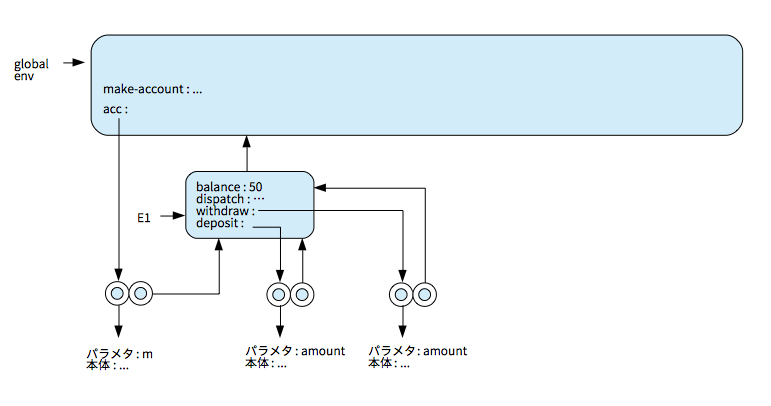 global
env
make-account : ...
acc :
balance : 50
dispatch : ...
withdraw :
deposit :
E1
パラメタ : m
本体 : ...
パラメタ : amount
本体 : ...
パラメタ : amount
本体 : ...